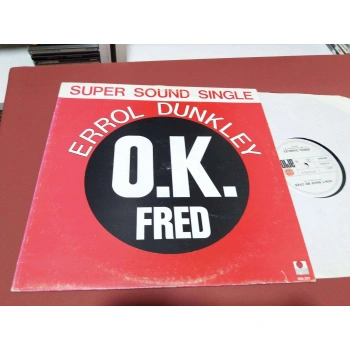 SUPER SOUND SINGLE
ERROL DUNKLEY
O.K.
FRED